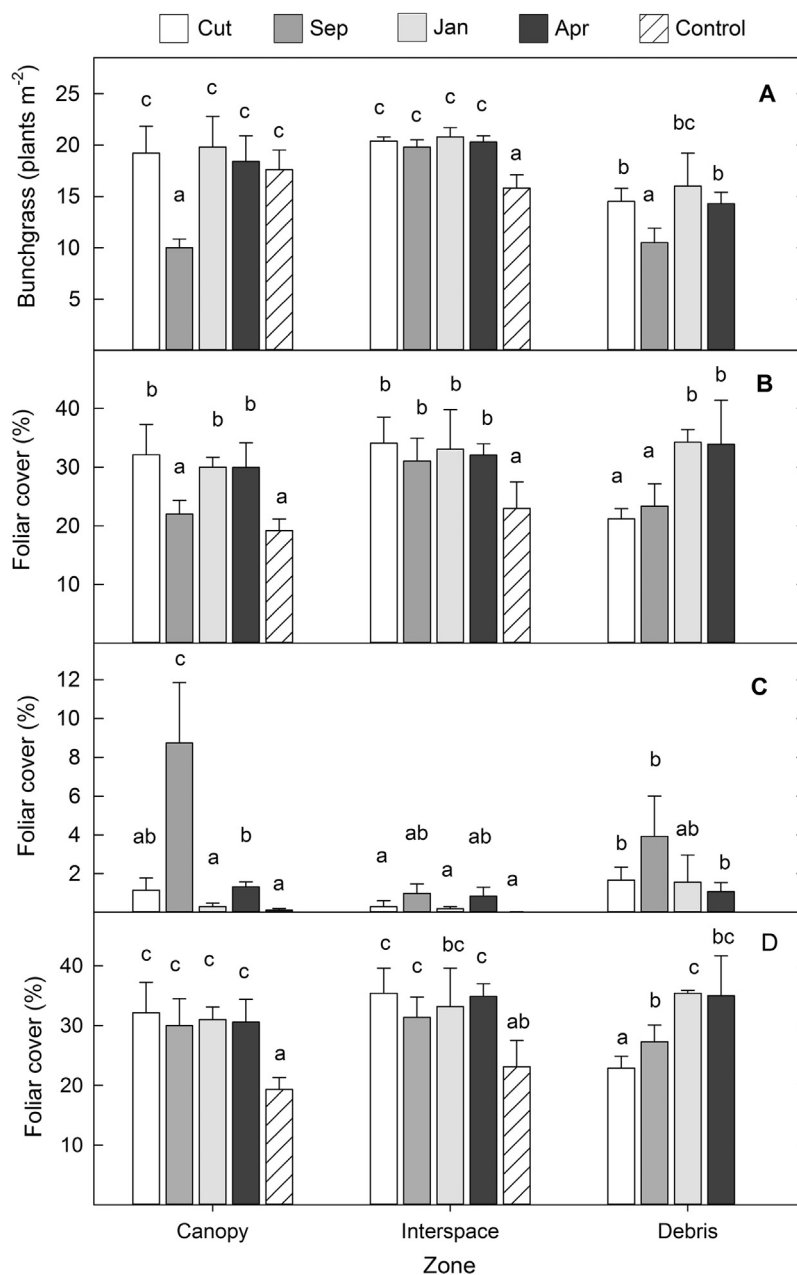 Cut Sep Jan Apr Control
A
Bunchgrass (plants m-2)
25
20
15
10
5
c a c c c
c c c c a
b a bc b
B
Foliar cover (%)
40
30
20
10
b a b b a
b b b b a
a a b b
C
Foliar cover (%)
12
10
8
6
4
2
ab c a b a
a ab a ab a
b b ab b
D
Foliar cover (%)
40
30
20
10
c c c c a
c c bc c ab
a b c bc
Canopy Interspace Debris
Zone